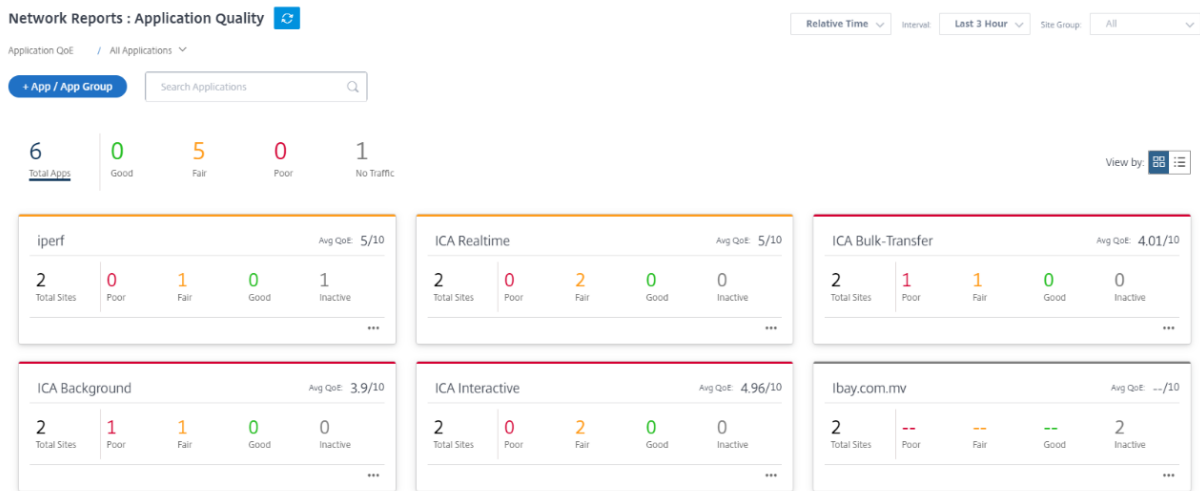 Network Reports : Application Quality
Relative Time Interval: Last 3 Hour Site Group: All
Application QoE / All Applications
+ App / App Group Search Applications
6 0 5 0 1
Total Apps Good Fair Poor No Traffic
View by:
iperf Avg QoE: 5/10
2 0 1 0 1
Total Sites Poor Fair Good Inactive
...
ICA Realtime Avg QoE: 5/10
2 0 2 0 0
Total Sites Poor Fair Good Inactive
...
ICA Bulk-Transfer Avg QoE: 4.01/10
2 1 1 0 0
Total Sites Poor Fair Good Inactive
...
ICA Background Avg QoE: 3.9/10
2 1 1 0 0
Total Sites Poor Fair Good Inactive
...
ICA Interactive Avg QoE: 4.96/10
2 0 2 0 0
Total Sites Poor Fair Good Inactive
...
Ibay.com.mv Avg QoE: --/10
2 -- -- -- 2
Total Sites Poor Fair Good Inactive
...